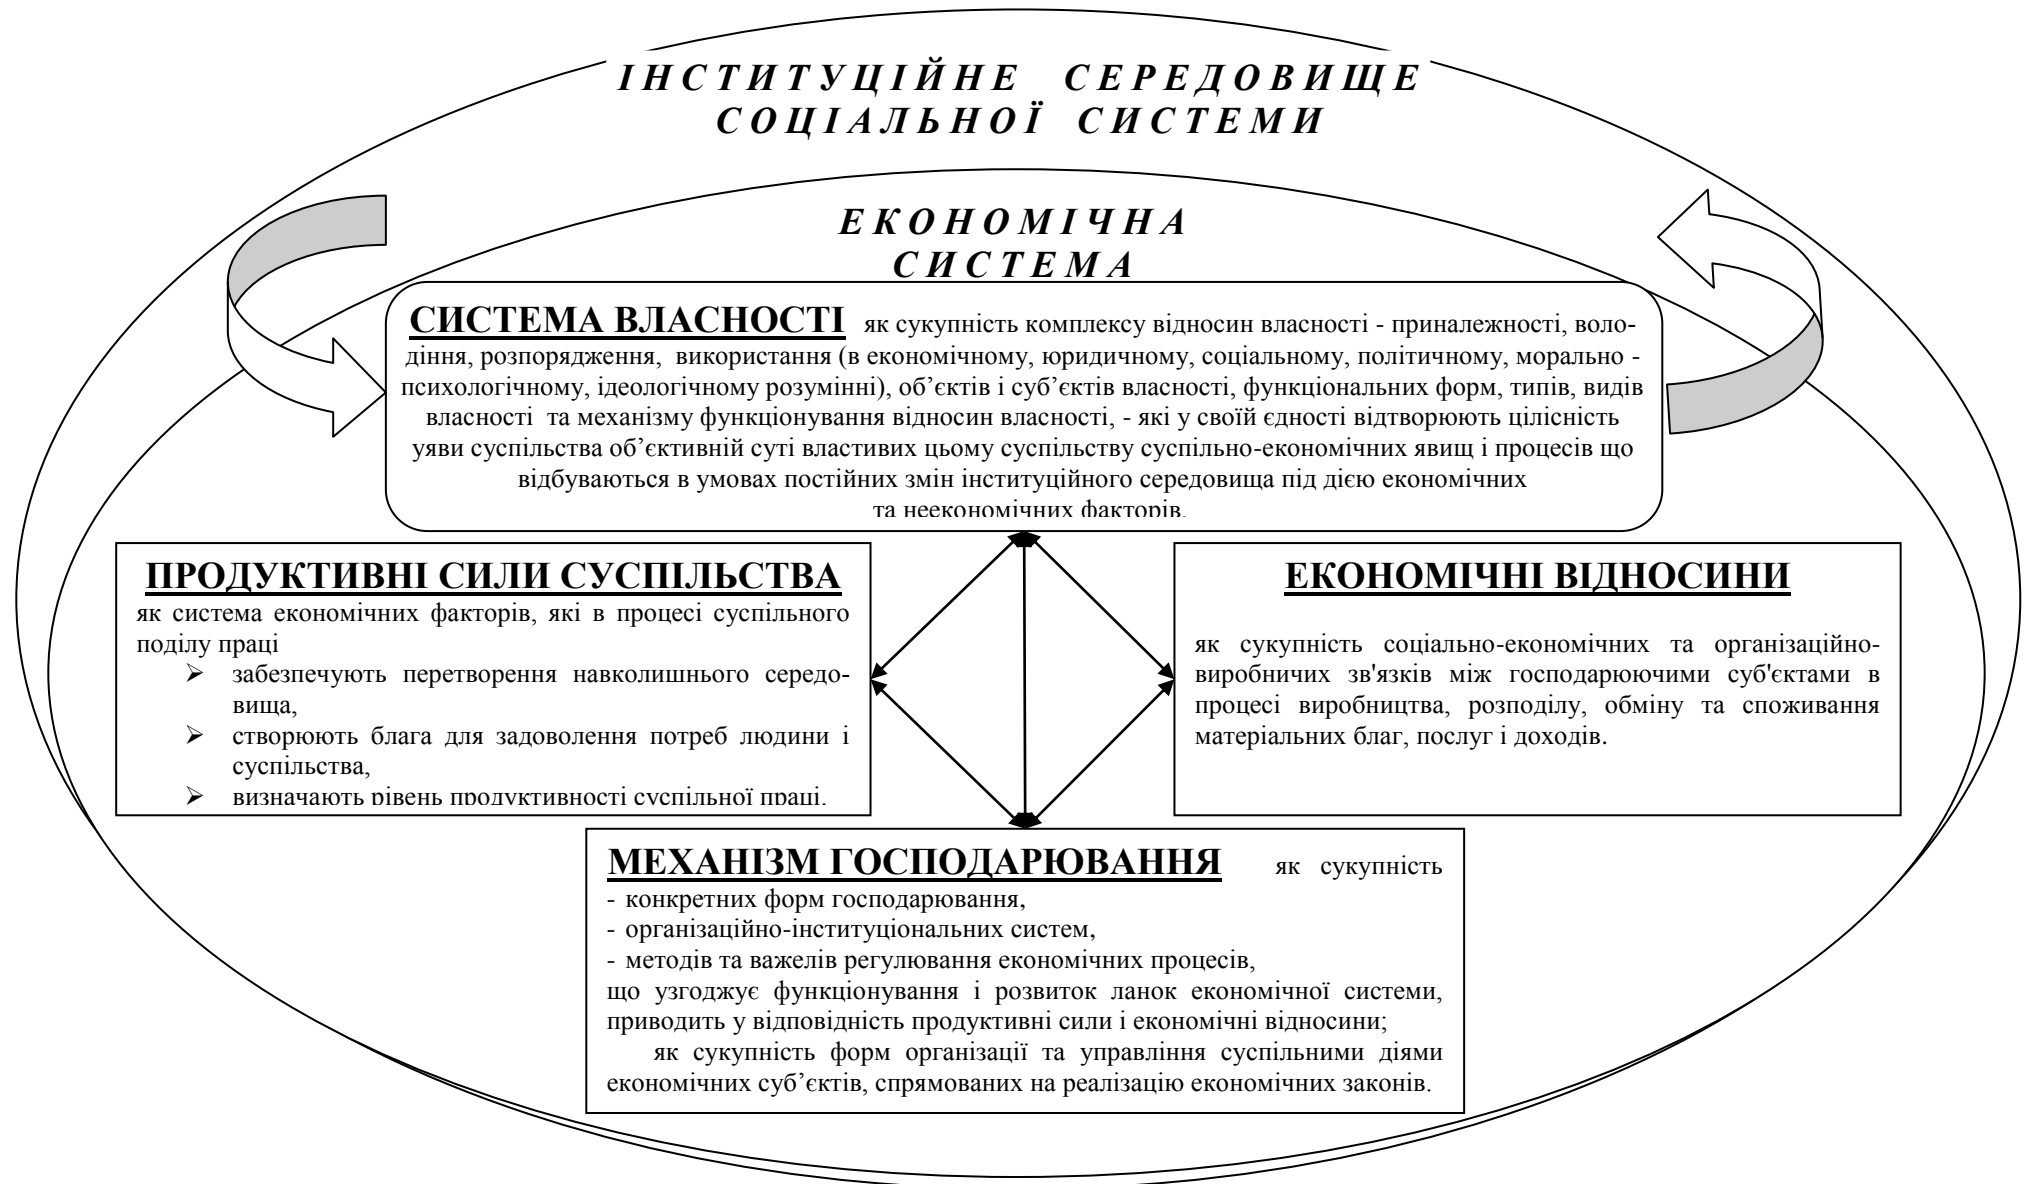 ІНСТИТУЦІЙНЕ СЕРЕДОВИЩЕ
СОЦІАЛЬНОЇ СИСТЕМИ
ЕКОНОМІЧНА
СИСТЕМА
СИСТЕМА ВЛАСНОСТІ як сукупність комплексу відносин власності - приналежності, воло-
діння, розпорядження, використання (в економічному, юридичному, соціальному, політичному, морально -
психологічному, ідеологічному розумінні), об’єктів і суб’єктів власності, функціональних форм, типів, видів
власності та механізму функціонування відносин власності, - які у своїй єдності відтворюють цілісність
уяви суспільства об’єктивній суті властивих цьому суспільству суспільно-економічних явищ і процесів що
відбуваються в умовах постійних змін інституційного середовища під дією економічних
та неекономічних факторів.
ПРОДУКТИВНІ СИЛИ СУСПІЛЬСТВА
як система економічних факторів, які в процесі суспільного
поділу праці
➢ забезпечують перетворення навколишнього середо-
вища,
➢ створюють блага для задоволення потреб людини і
суспільства,
➢ визначають рівень продуктивності суспільної праці.
ЕКОНОМІЧНІ ВІДНОСИНИ
як сукупність соціально-економічних та організаційно-
виробничих зв'язків між господарюючими суб'єктами в
процесі виробництва, розподілу, обміну та споживання
матеріальних благ, послуг і доходів.
МЕХАНІЗМ ГОСПОДАРЮВАННЯ як сукупність
- конкретних форм господарювання,
- організаційно-інституціональних систем,
- методів та важелів регулювання економічних процесів,
що узгоджує функціонування і розвиток ланок економічної системи,
приводить у відповідність продуктивні сили і економічні відносини;
як сукупність форм організації та управління суспільними діями
економічних суб’єктів, спрямованих на реалізацію економічних законів.